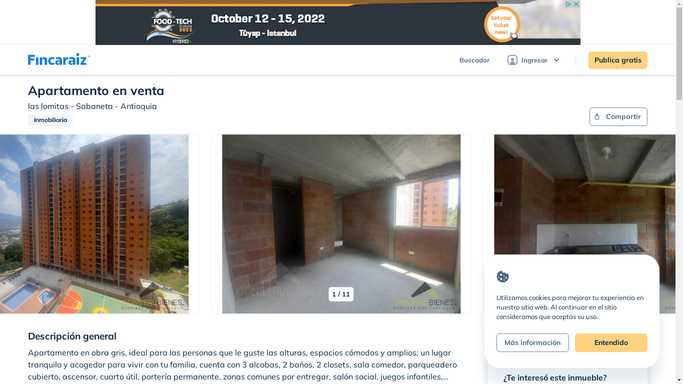 FOOD-TECH
October 12 - 15, 2022
Tüyap - Istanbul
Get your
ticket
now!
Fincaraiz
Buscador
Ingresar
Publica gratis
Apartamento en venta
las lomitas - Sabaneta - Antioquia
Inmobiliaria
Compartir
1 / 11
BIENES
Utilizamos cookies para mejorar tu experiencia en
nuestro sitio web. Al continuar en el sitio
consideramos que aceptas su uso.
Más información
Entendido
Descripción general
Apartamento en obra gris, ideal para las personas que le guste las alturas, espacios cómodos y amplios; un lugar
tranquilo y acogedor para vivir con tu familia, cuenta con 3 alcobas, 2 baños, 2 closets, sala comedor, parqueadero
cubierto, ascensor, cuarto útil, portería permanente, zonas comunes por entregar, salón social, juegos infantiles,...
¿Te interesó este inmueble?